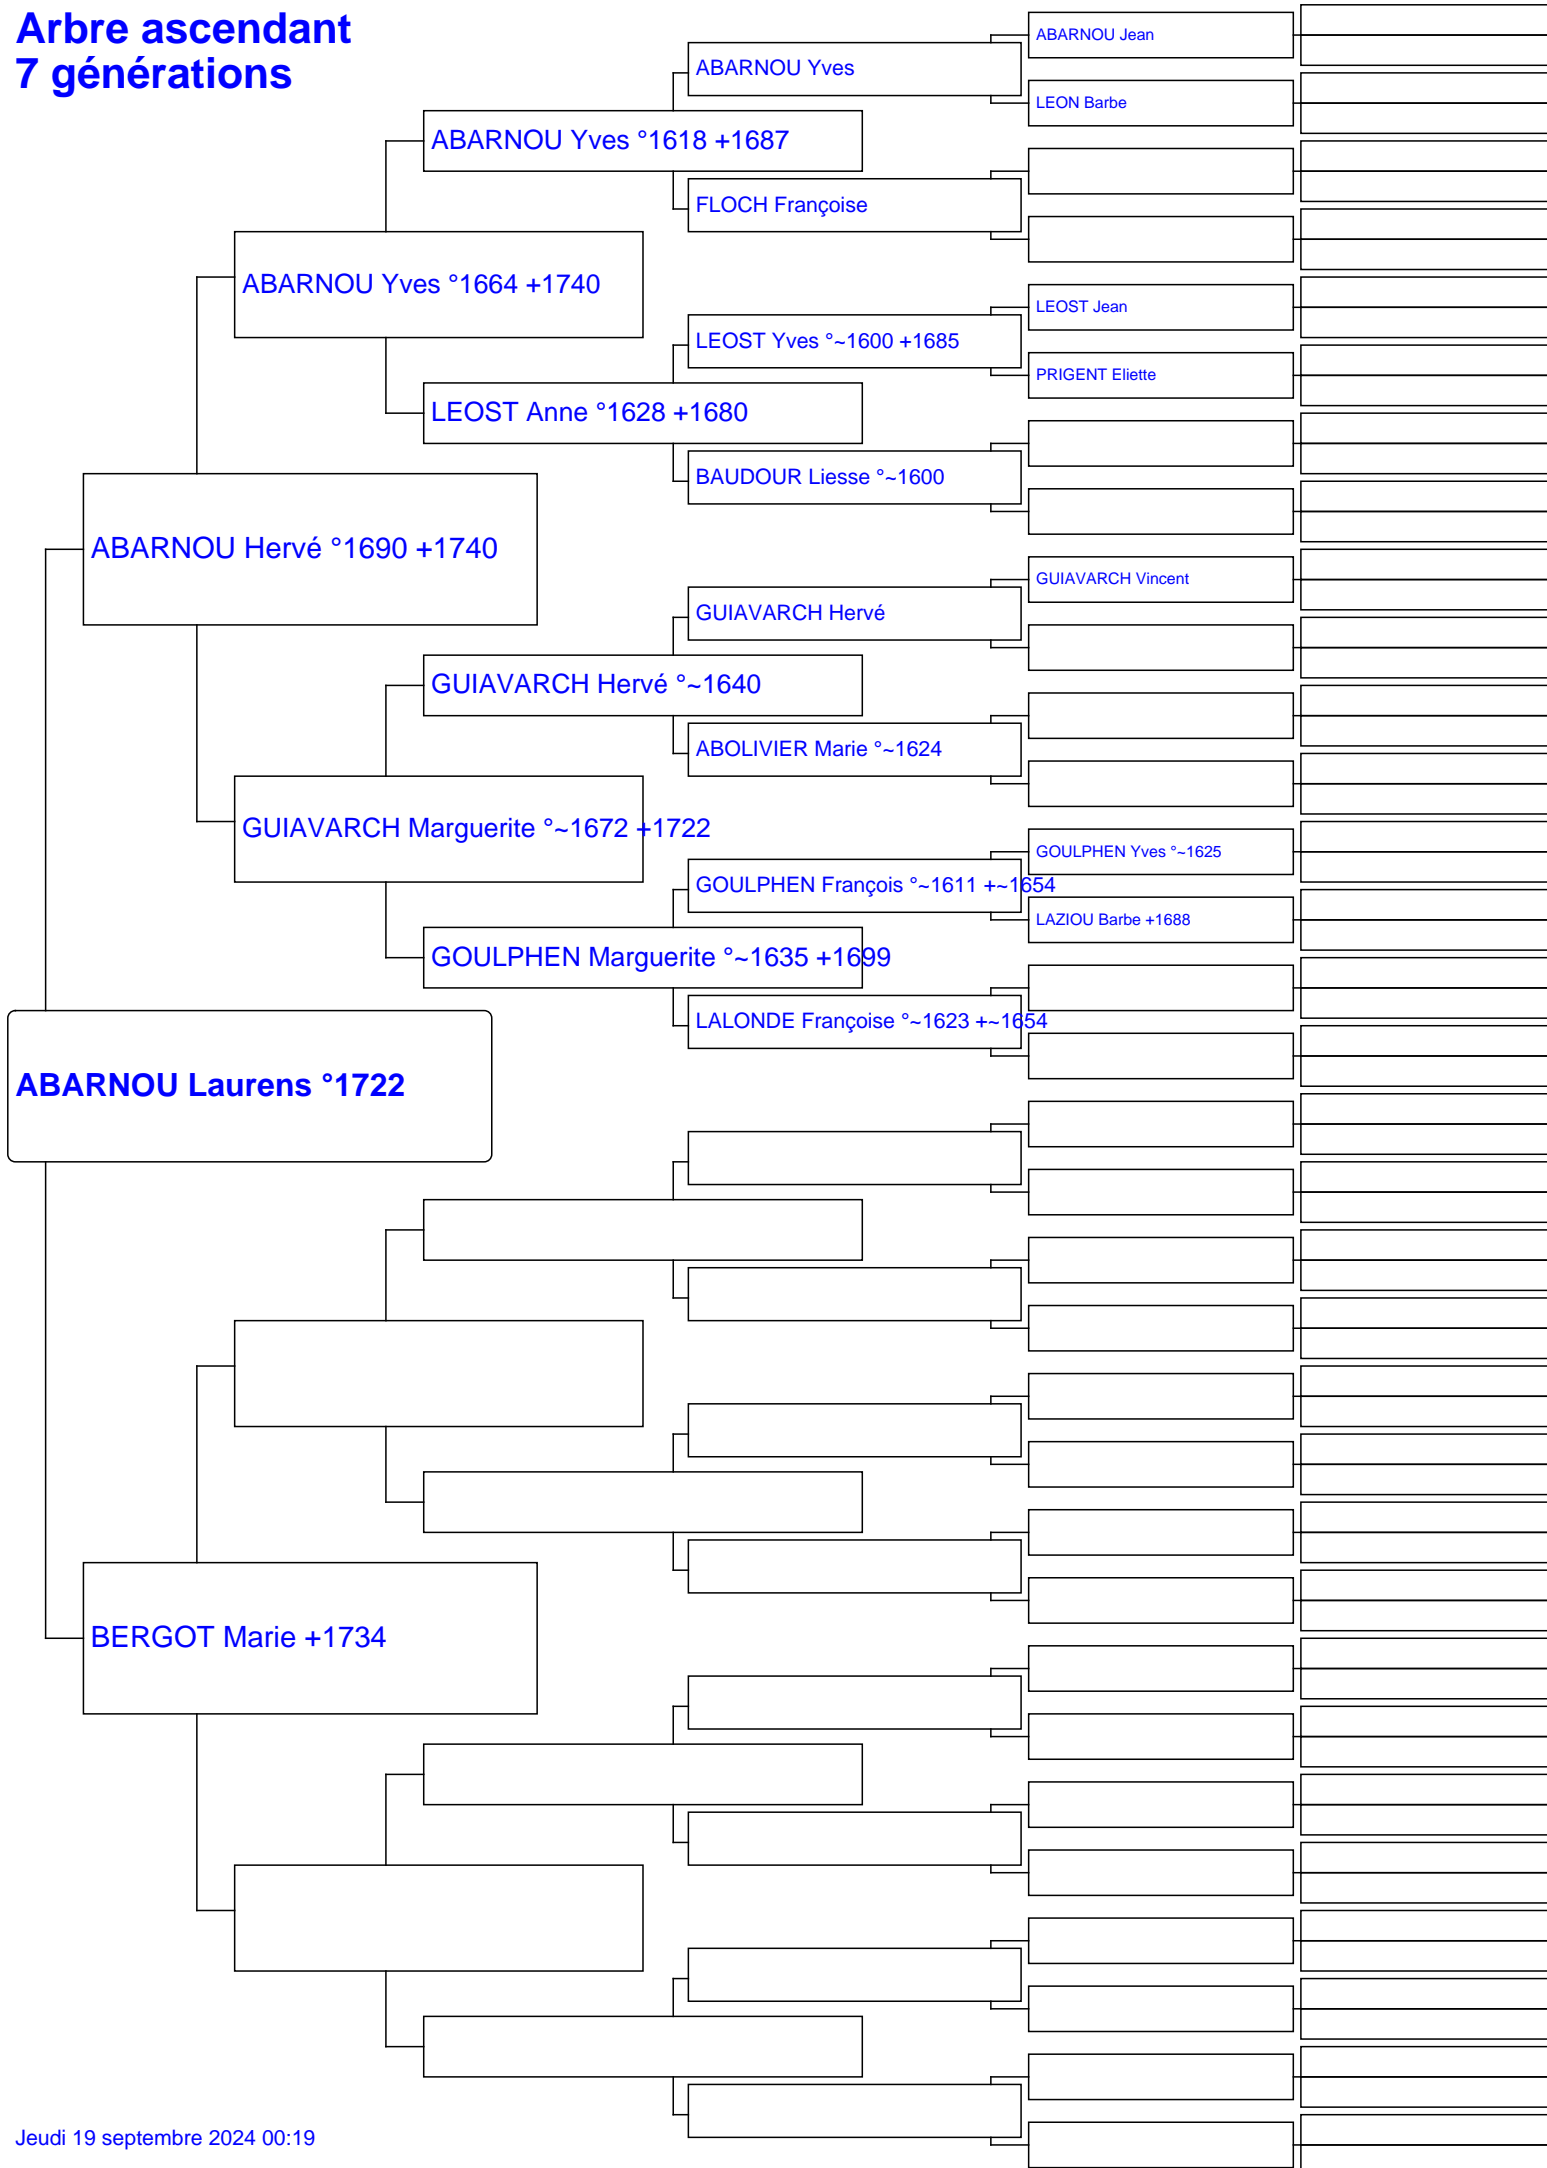 Arbre ascendant
7 générations
ABARNOU Jean
ABARNOU Yves
LEON Barbe
ABARNOU Yves °1618 +1687
FLOCH Françoise
ABARNOU Yves °1664 +1740
LEOST Jean
LEOST Yves °~1600 +1685
PRIGENT Eliette
LEOST Anne °1628 +1680
BAUDOUR Liesse °~1600
ABARNOU Hervé °1690 +1740
GUIAVARCH Vincent
GUIAVARCH Hervé
GUIAVARCH Hervé °~1640
ABOLIVIER Marie °~1624
GUIAVARCH Marguerite °~1672 +1722
GOULPHEN Yves °~1625
GOULPHEN François °~1611 +~1654
LAZIOU Barbe +1688
GOULPHEN Marguerite °~1635 +1699
LALONDE Françoise °~1623 +~1654
ABARNOU Laurens °1722
BERGOT Marie +1734
Jeudi 19 septembre 2024 00:19